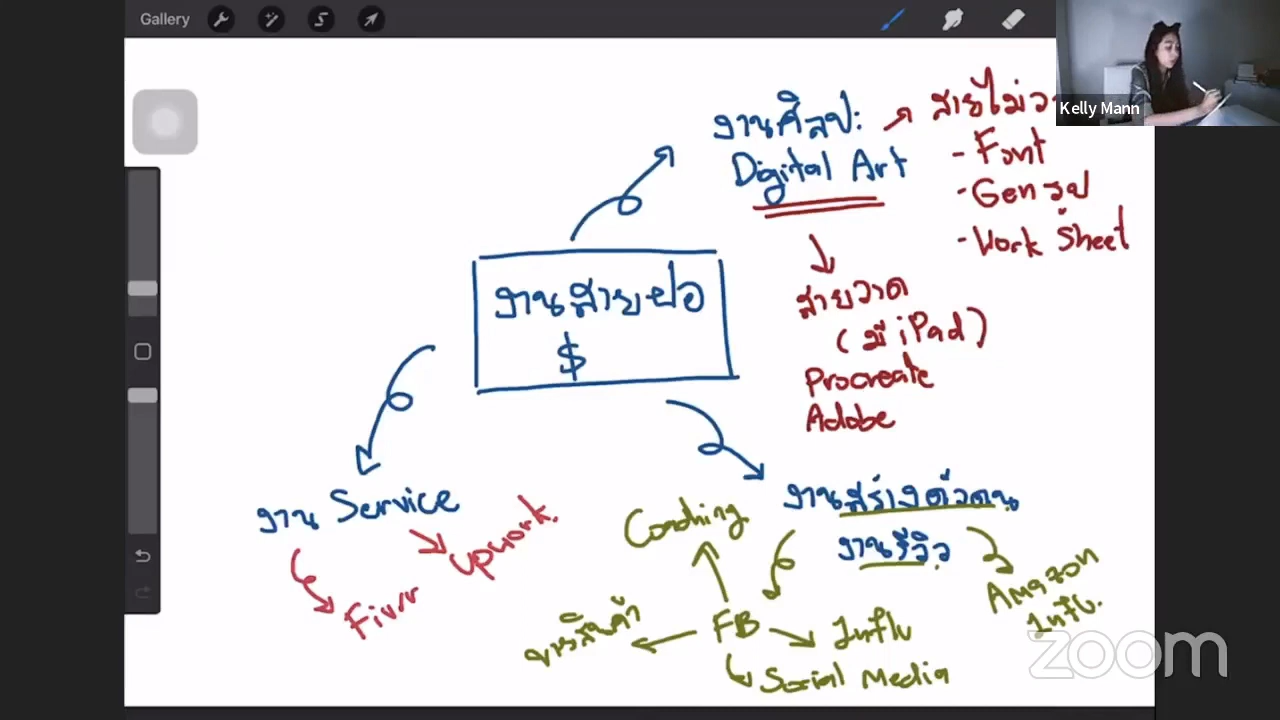 Gallery
Kelly Mann
งานศิลปะ
Digital Art
สายไม่วา
- Font
- Gen รูป
- Work Sheet
สายวาด
(มี iPad)
Procreate
Adobe
งานสายฝอ
$
งาน Service
Upwork
Fiverr
งานสร้างตัวตน
งานรีวิว
Coaching
FB
ขายสินค้า
Influ
Social Media
Amazon
Influ.
zoom